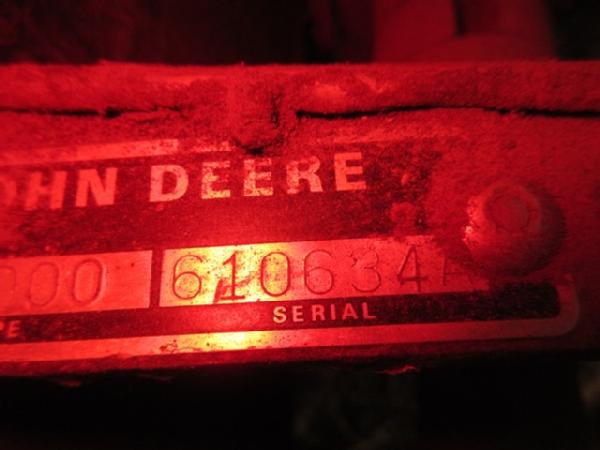 OHN DEERE
000 610634
PE SERIAL